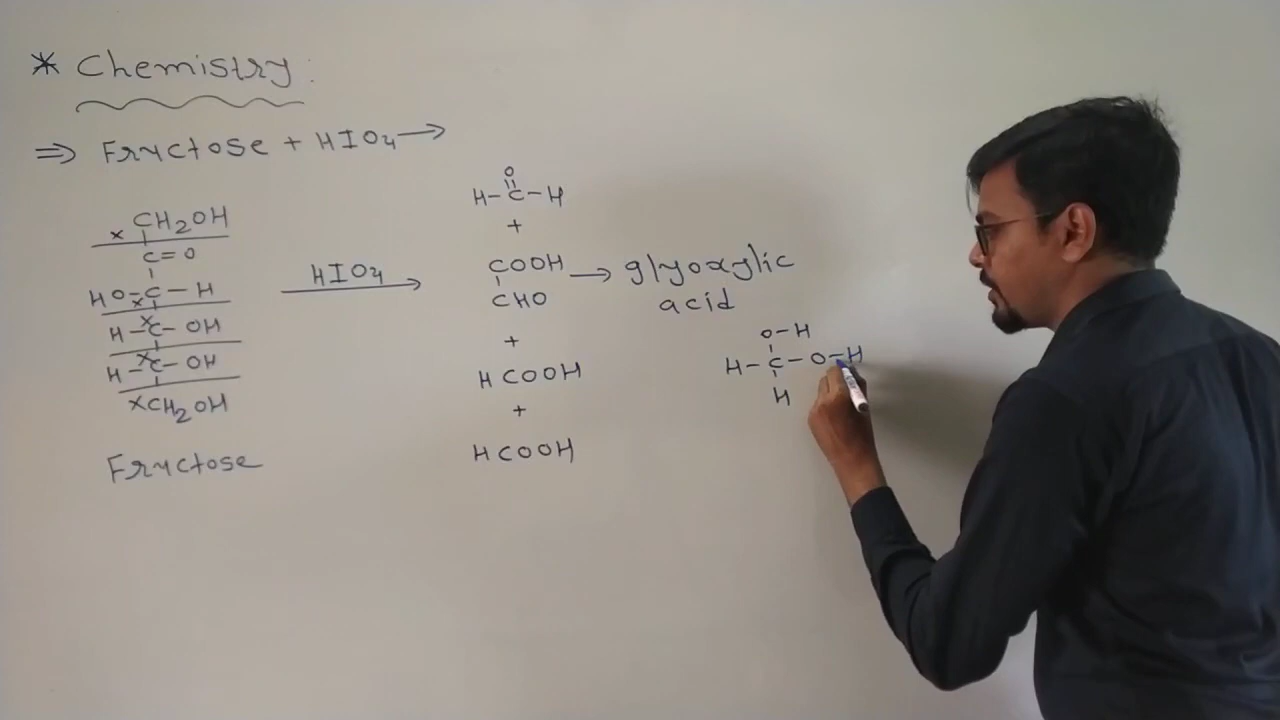 * Chemistry:
⇒ Fructose + HIO4 →
CH2OH
C=O
HO-C-H
H-C-OH
H-C-OH
CH2OH
Fructose
HIO4
O
H-C-H
+
COOH → glyoxylic
CHO acid
+
HCOOH
+
HCOOH
O-H
H-C-O-H
H